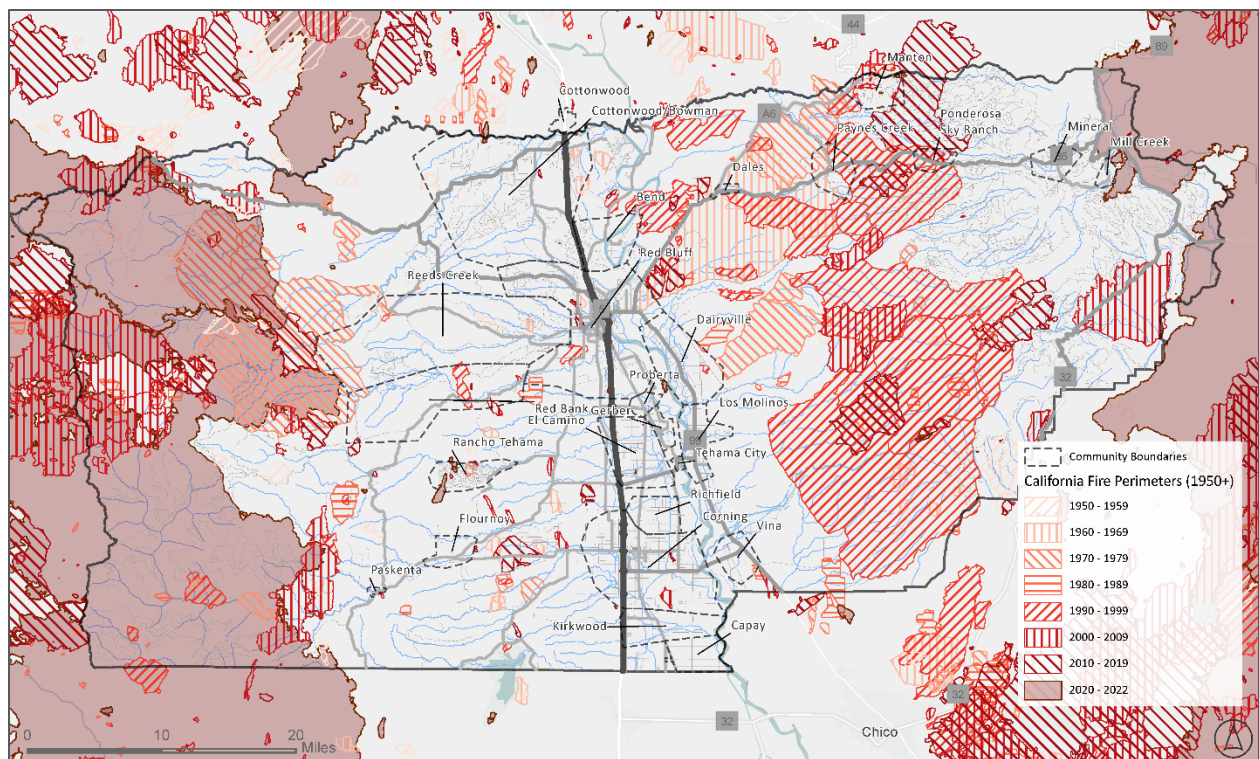 44
89
Manton
Cottonwood
Cottonwood/Bowman
A6
Ponderosa
Sky Ranch
Paynes Creek
Mineral
Mill Creek
36
Dales
Bend
Red Bluff
Reeds Creek
Dairyville
Proberta
32
Red Bank
Gerber
El Camino
Los Molinos
Rancho Tehama
99
Tehama City
Richfield
Flournoy
Corning
Vina
Paskenta
Kirkwood
Capay
32
32
Chico
Community Boundaries
California Fire Perimeters (1950+)
1950 - 1959
1960 - 1969
1970 - 1979
1980 - 1989
1990 - 1999
2000 - 2009
2010 - 2019
2020 - 2022
0 10 20
Miles